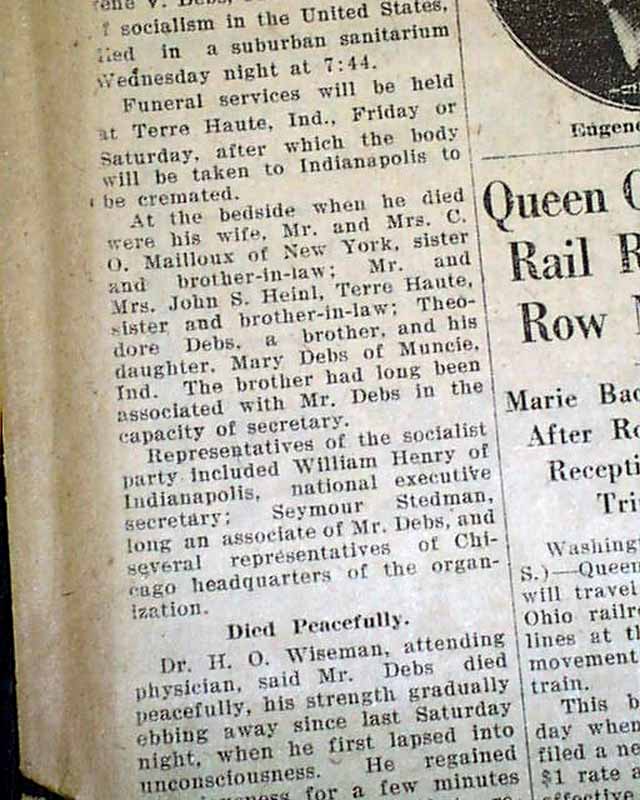 V. Debs,
socialism in the United States,
in a suburban sanitarium
Wednesday night at 7:44.
Funeral services will be held
at Terre Haute, Ind., Friday or
Saturday, after which the body
will be taken to Indianapolis to
be cremated.
At the bedside when he died
were his wife, Mr. and Mrs. C.
O. Mailloux of New York, sister
and brother-in-law; Mr. and
Mrs. John S. Heinl, Terre Haute,
sister and brother-in-law; Theo-
dore Debs, a brother, and his
daughter, Mary Debs of Muncie,
Ind. The brother had long been
associated with Mr. Debs in the
capacity of secretary.
Representatives of the socialist
party included William Henry of
Indianapolis, national executive
secretary; Seymour Stedman,
long an associate of Mr. Debs, and
several representatives of Chi-
cago headquarters of the organ-
ization.
Died Peacefully.
Dr. H. O. Wiseman, attending
physician, said Mr. Debs died
peacefully, his strength gradually
ebbing away since last Saturday
night, when he first lapsed into
unconsciousness. He regained
for a few minutes
Eugene
Queen
Rail R
Row
Marie Bac
After Ro
Recepti
Tri
Washing
S.)—Queen
will travel
Ohio railr
lines at th
movement
train.
This b
day when
filed a ne
$1 rate a
effective